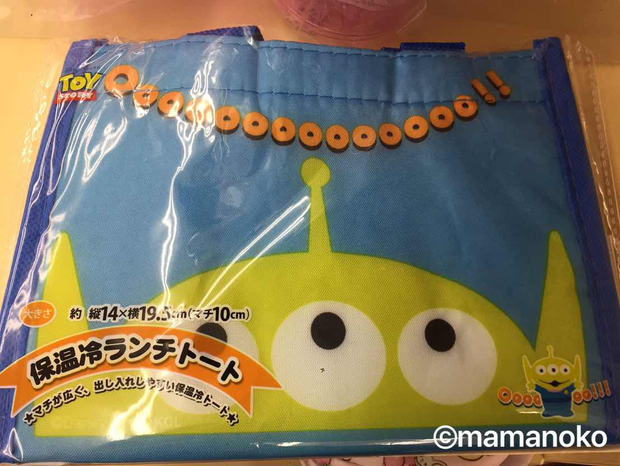 TOY
STORY
Oooooooooooooo!!
大きさ 約 縦14×横19.5cm(マチ10cm)
保温冷ランチトート
★マチが広く、出し入れしやすい保温冷トート★
©mamanoko